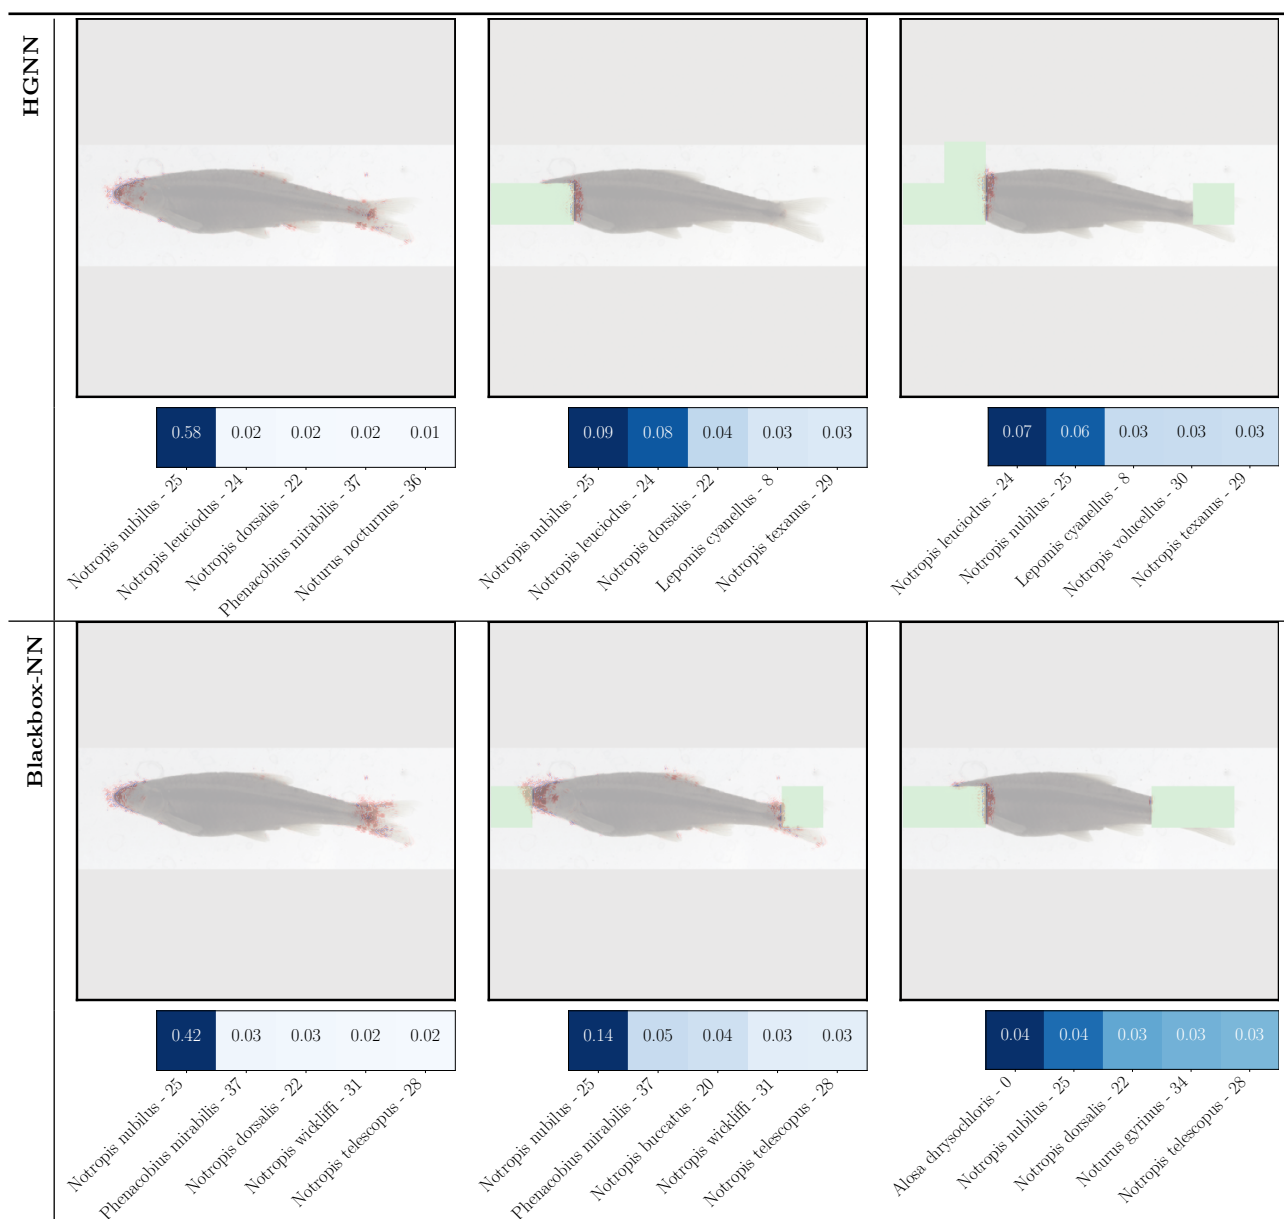 HGNN
0.58 0.02 0.02 0.02 0.01
Notropis nubilus - 25
Notropis leuciodus - 24
Notropis dorsalis - 22
Phenacobius mirabilis - 37
Noturus nocturnus - 36
0.09 0.08 0.04 0.03 0.03
Notropis nubilus - 25
Notropis leuciodus - 24
Notropis dorsalis - 22
Lepomis cyanellus - 8
Notropis texanus - 29
0.07 0.06 0.03 0.03 0.03
Notropis leuciodus - 24
Notropis nubilus - 25
Lepomis cyanellus - 8
Notropis volucellus - 30
Notropis texanus - 29
Blackbox-NN
0.42 0.03 0.03 0.02 0.02
Notropis nubilus - 25
Phenacobius mirabilis - 37
Notropis dorsalis - 22
Notropis wickliffi - 31
Notropis telescopus - 28
0.14 0.05 0.04 0.03 0.03
Notropis nubilus - 25
Phenacobius mirabilis - 37
Notropis buccatus - 20
Notropis wickliffi - 31
Notropis telescopus - 28
0.04 0.04 0.03 0.03 0.03
Alosa chrysochloris - 0
Notropis nubilus - 25
Notropis dorsalis - 22
Noturus gyrinus - 34
Notropis telescopus - 28